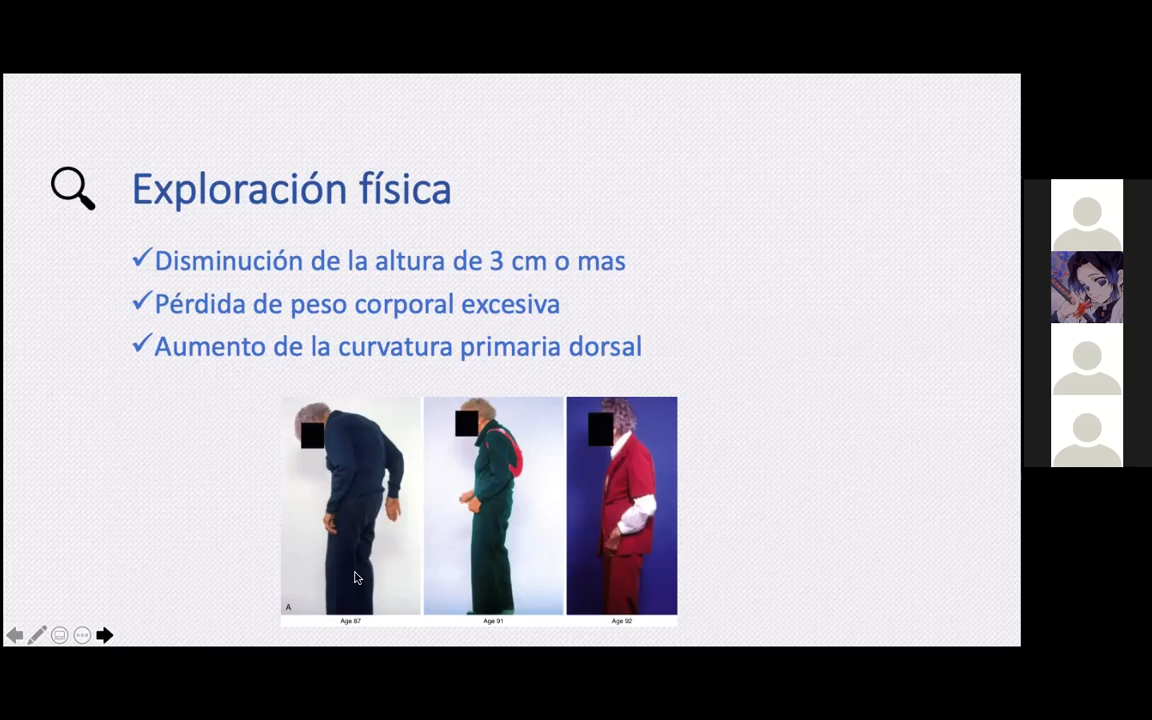 Exploración física
✓Disminución de la altura de 3 cm o mas
✓Pérdida de peso corporal excesiva
✓Aumento de la curvatura primaria dorsal
A
Age 87
Age 91
Age 92